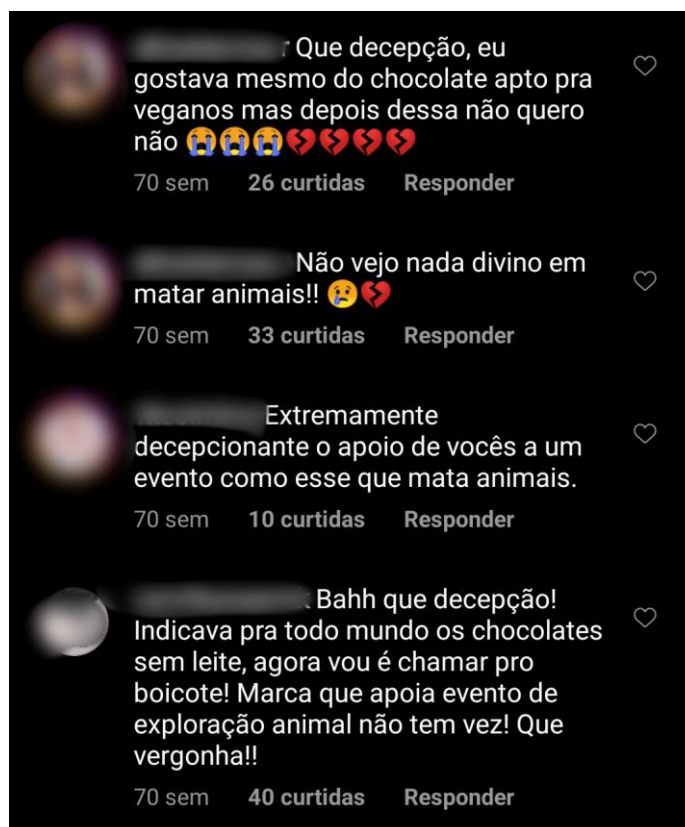 Que decepção, eu
gostava mesmo do chocolate apto pra
veganos mas depois dessa não quero
não 😭😭😭💔💔💔💔
70 sem 26 curtidas Responder
Não vejo nada divino em
matar animais!! 😢💔
70 sem 33 curtidas Responder
Extremamente
decepcionante o apoio de vocês a um
evento como esse que mata animais.
70 sem 10 curtidas Responder
Bahh que decepção!
Indicava pra todo mundo os chocolates
sem leite, agora vou é chamar pro
boicote! Marca que apoia evento de
exploração animal não tem vez! Que
vergonha!!
70 sem 40 curtidas Responder